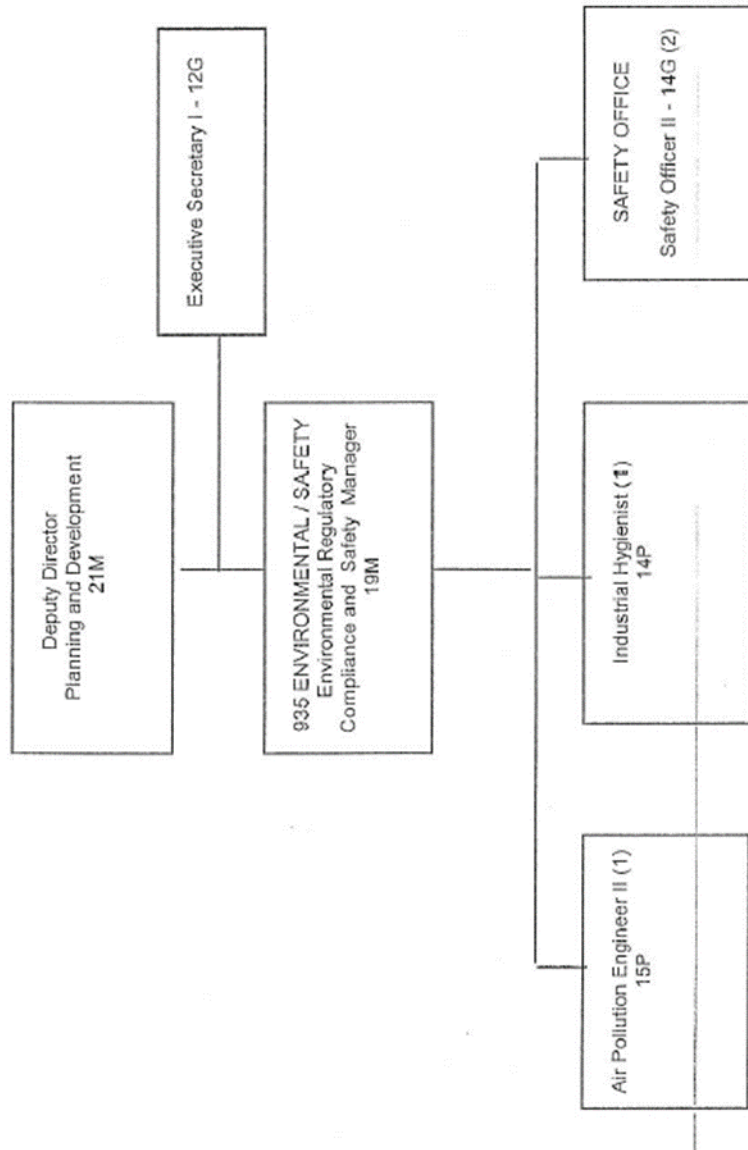 Deputy Director
Planning and Development
21M
Executive Secretary I - 12G
935 ENVIRONMENTAL / SAFETY
Environmental Regulatory
Compliance and Safety Manager
19M
Air Pollution Engineer II (1)
15P
Industrial Hygienist (1)
14P
SAFETY OFFICE
Safety Officer II - 14G (2)